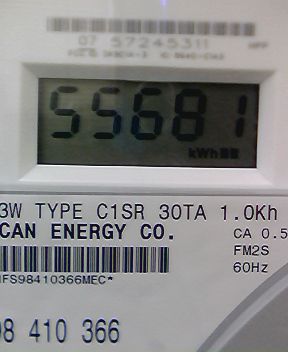 07 57245311
55681
kWh
3W TYPE C1SR 30TA 1.0Kh
CAN ENERGY CO.
CA 0.5
FM2S
60Hz
IFS98410366MEC*
98 410 366